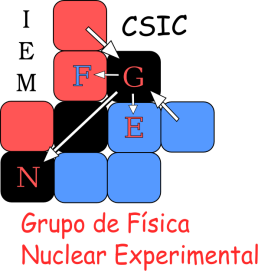 I
E
M
CSIC
F G
E
N
Grupo de Física
Nuclear Experimental